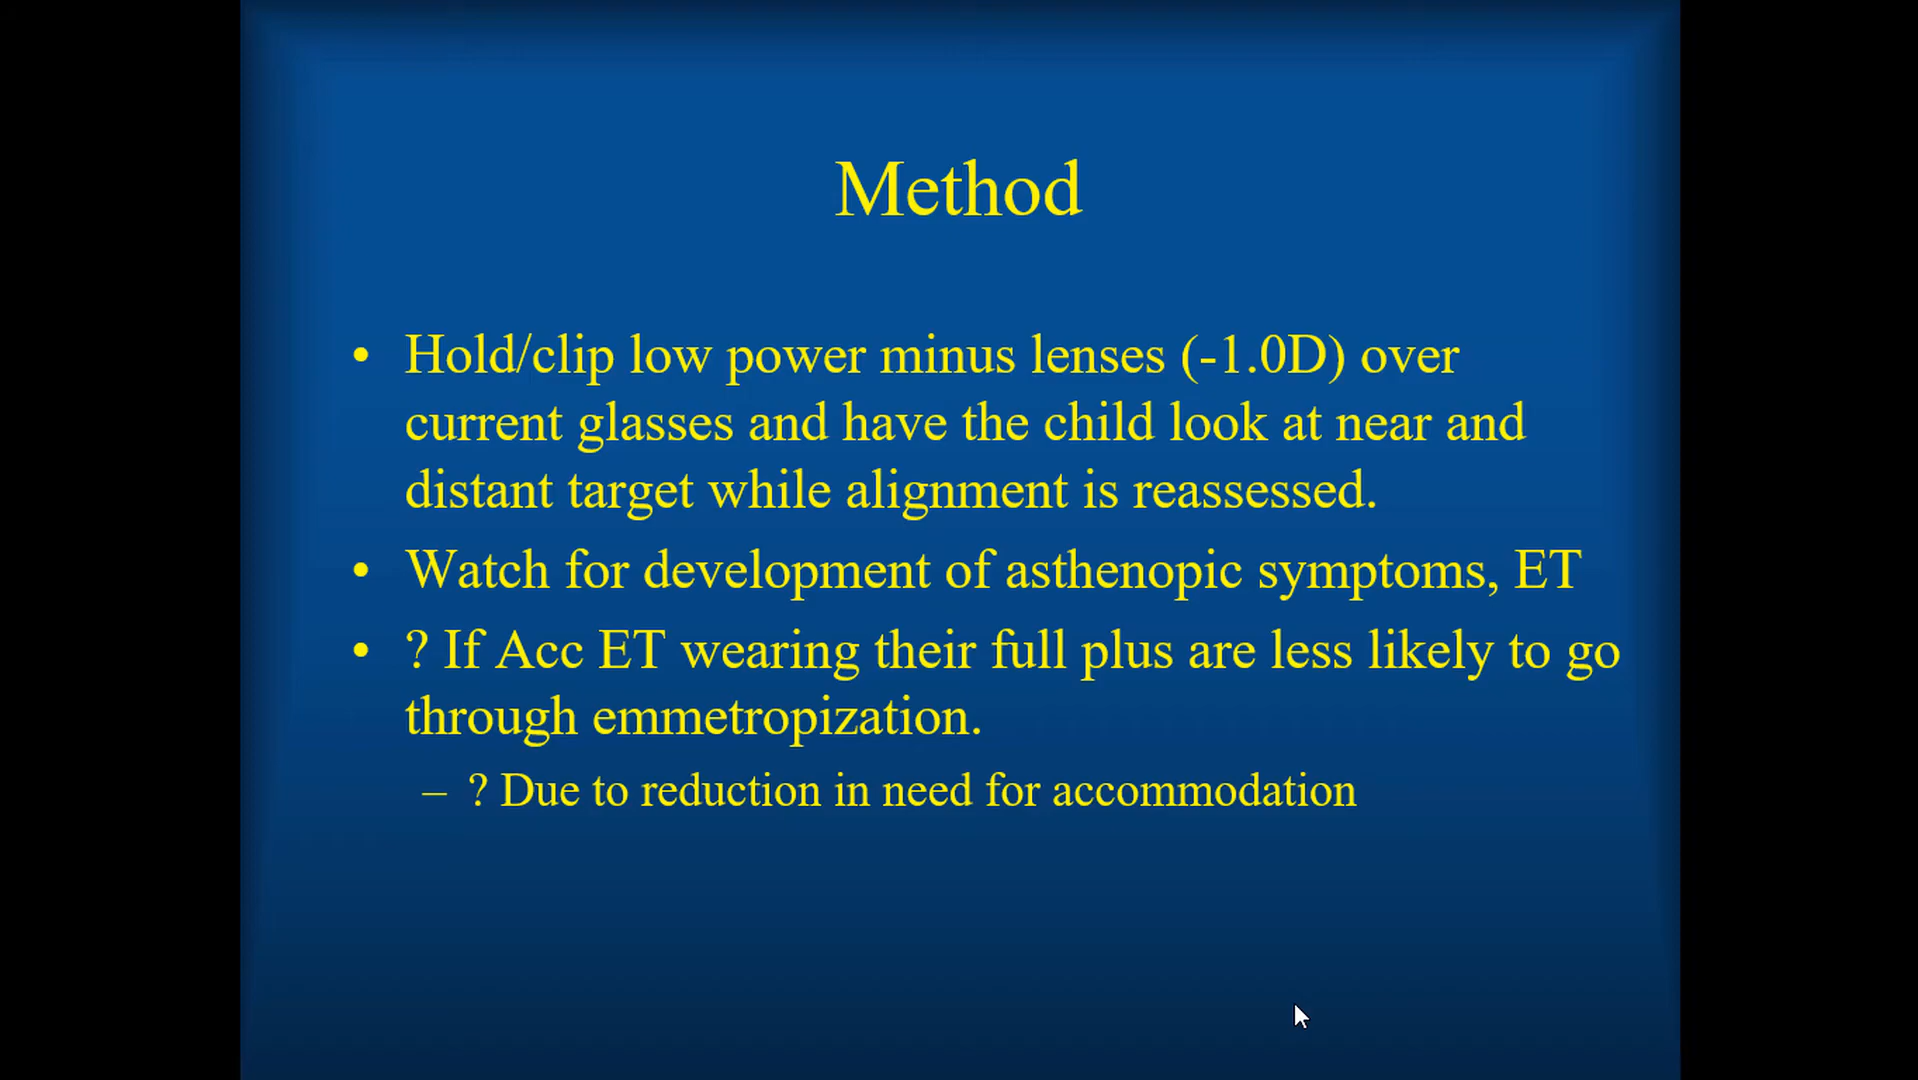 Method
• Hold/clip low power minus lenses (-1.0D) over
current glasses and have the child look at near and
distant target while alignment is reassessed.
• Watch for development of asthenopic symptoms, ET
• ? If Acc ET wearing their full plus are less likely to go
through emmetropization.
– ? Due to reduction in need for accommodation